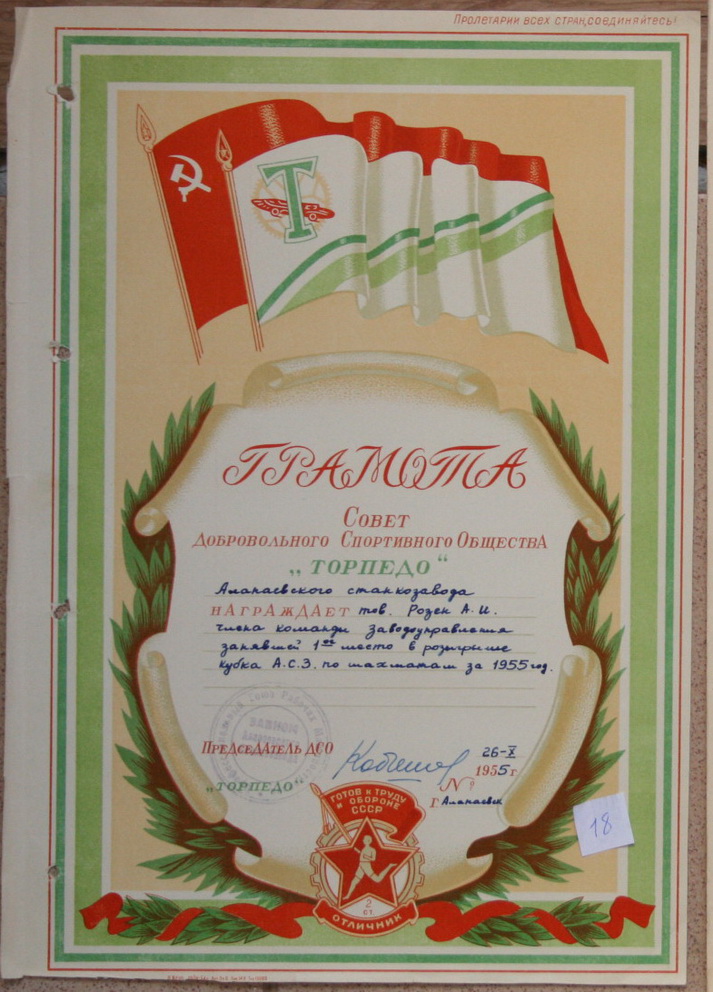 Пролетарии всех стран, соединяйтесь!
Т
ГРАМОТА
Совет
Добровольного Спортивного Общества
„ТОРПЕДО“
Алапаевского станкозавода
НАГРАЖДАЕТ тов. Розен А.И.
члена команды Заводоуправления
занявшей 1ое место в розыгрыше
кубка А.С.З. по шахматам за 1955 год.
Председатель ДСО
„ТОРПЕДО“
26-X
1955 г.
№
г Алапаевск
18
ГОТОВ К ТРУДУ
И ОБОРОНЕ
СССР
2
СТ.
ОТЛИЧНИК